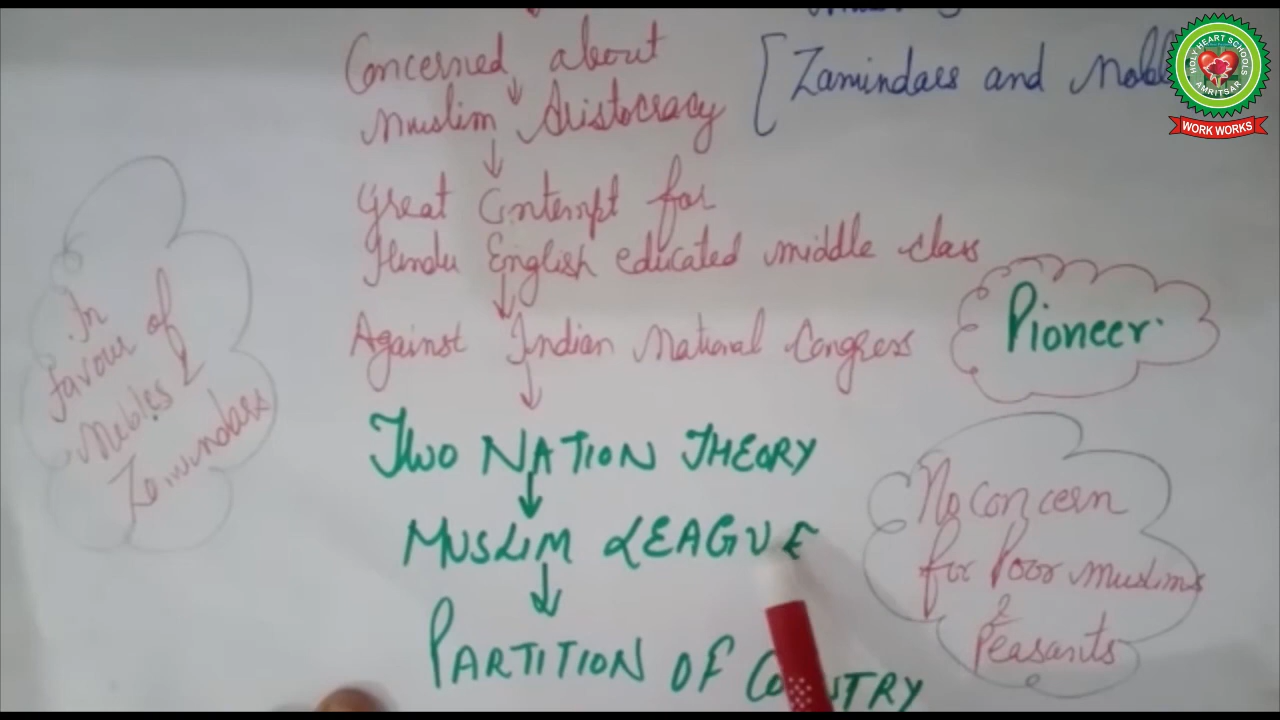 Concerned about
Muslim Aristocracy
Zamindars and
Great Contempt for
Hindu English educated middle class
Against Indian National Congress
TWO NATION THEORY
MUSLIM LEAGUE
PARTITION OF COUNTRY
In
favour of
Nobles &
Zamindars
Pioneer.
No concern
for Poor Muslims
&
Peasants
HOLY HEART SCHOOLS
AMRITSAR
WORK WORKS